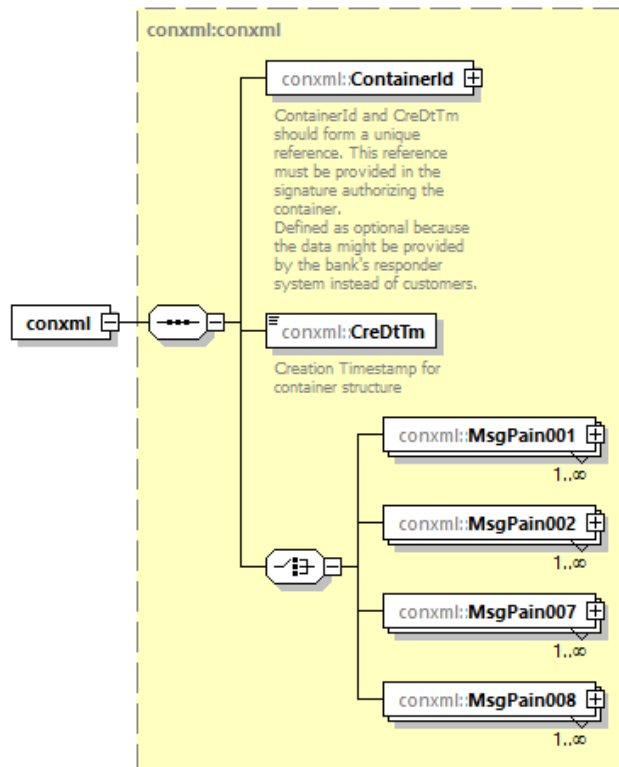 conxml:conxml
conxml::ContainerId
ContainerId and CreDtTm
should form a unique
reference. This reference
must be provided in the
signature authorizing the
container.
Defined as optional because
the data might be provided
by the bank's responder
system instead of customers.
conxml
conxml::CreDtTm
Creation Timestamp for
container structure
conxml::MsgPain001
1..∞
conxml::MsgPain002
1..∞
conxml::MsgPain007
1..∞
conxml::MsgPain008
1..∞